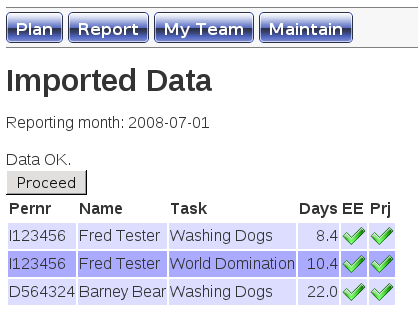 Plan Report My Team Maintain
Imported Data
Reporting month: 2008-07-01
Data OK.
Proceed
Pernr Name Task Days EE Prj
I123456 Fred Tester Washing Dogs 8.4
I123456 Fred Tester World Domination 10.4
D564324 Barney Bear Washing Dogs 22.0